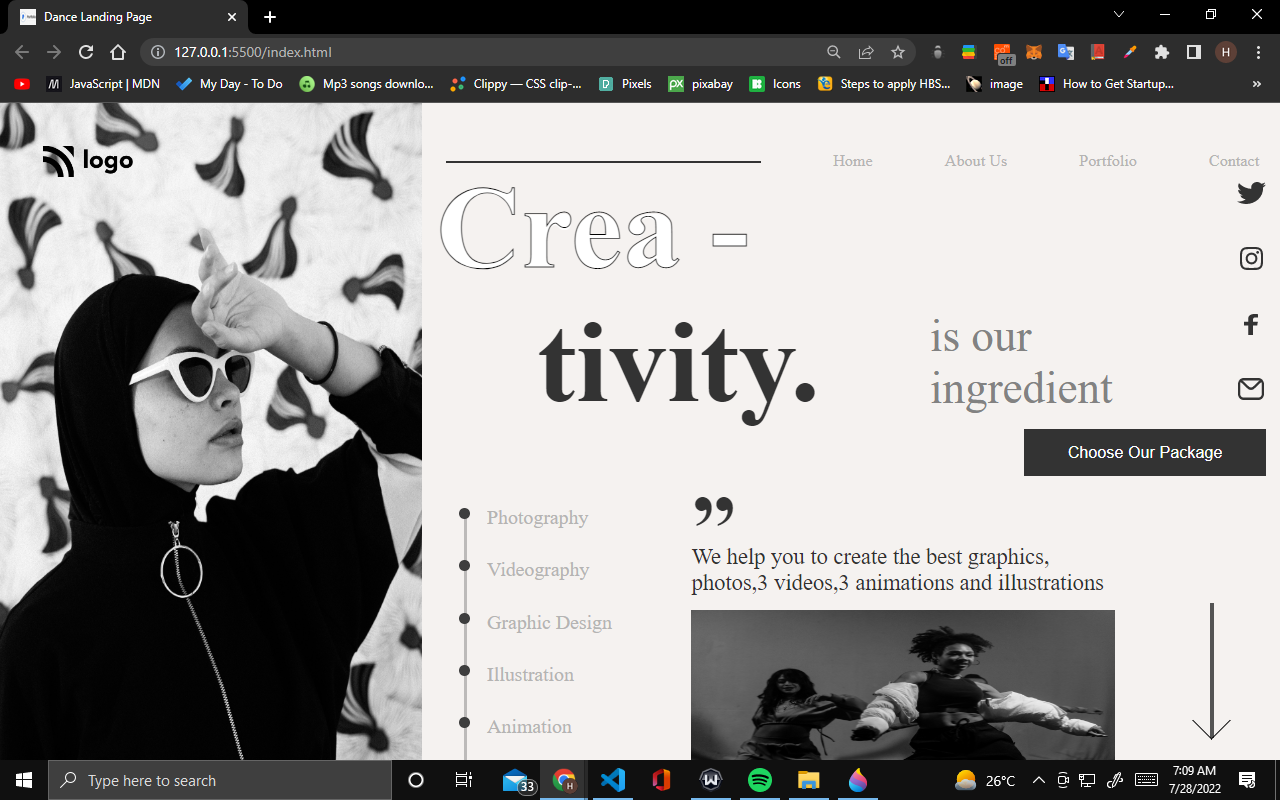 Dance Landing Page
127.0.0.1:5500/index.html
off
H
JavaScript | MDN
My Day - To Do
Mp3 songs downlo...
Clippy — CSS clip-...
Pixels
px pixabay
Icons
Steps to apply HBS...
image
How to Get Startup...
»
logo
Home
About Us
Portfolio
Contact
Crea -
tivity.
is our
ingredient
Choose Our Package
Photography
Videography
Graphic Design
Illustration
Animation
”
We help you to create the best graphics,
photos,3 videos,3 animations and illustrations
Type here to search
33
H
26°C
7:09 AM
7/28/2022